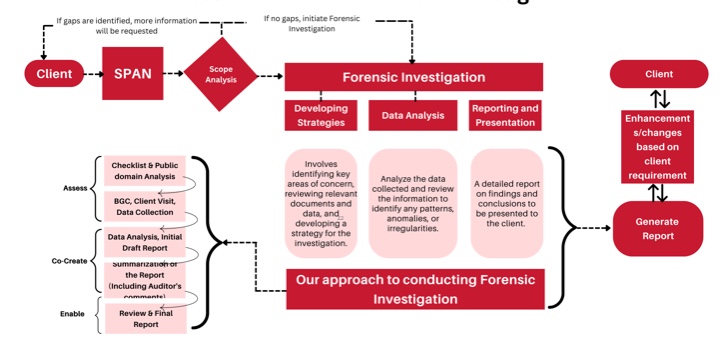 If gaps are identified, more information
will be requested
If no gaps, initiate Forensic
Investigation
Client
SPAN
Scope
Analysis
Forensic Investigation
Developing
Strategies
Data Analysis
Reporting and
Presentation
Involves
identifying key
areas of concern,
reviewing relevant
documents and
data, and
developing a
strategy for the
investigation.
Analyze the data
collected and review
the information to
identify any patterns,
anomalies, or
irregularities.
A detailed report
on findings and
conclusions to
be presented to
the client.
Our approach to conducting Forensic
Investigation
Client
Enhancement
s/changes
based on
client
requirement
Generate
Report
Assess
Checklist & Public
domain Analysis
BGC, Client Visit,
Data Collection
Co-Create
Data Analysis, Initial
Draft Report
Summarization of
the Report
(Including Auditor's
comments)
Enable
Review & Final
Report